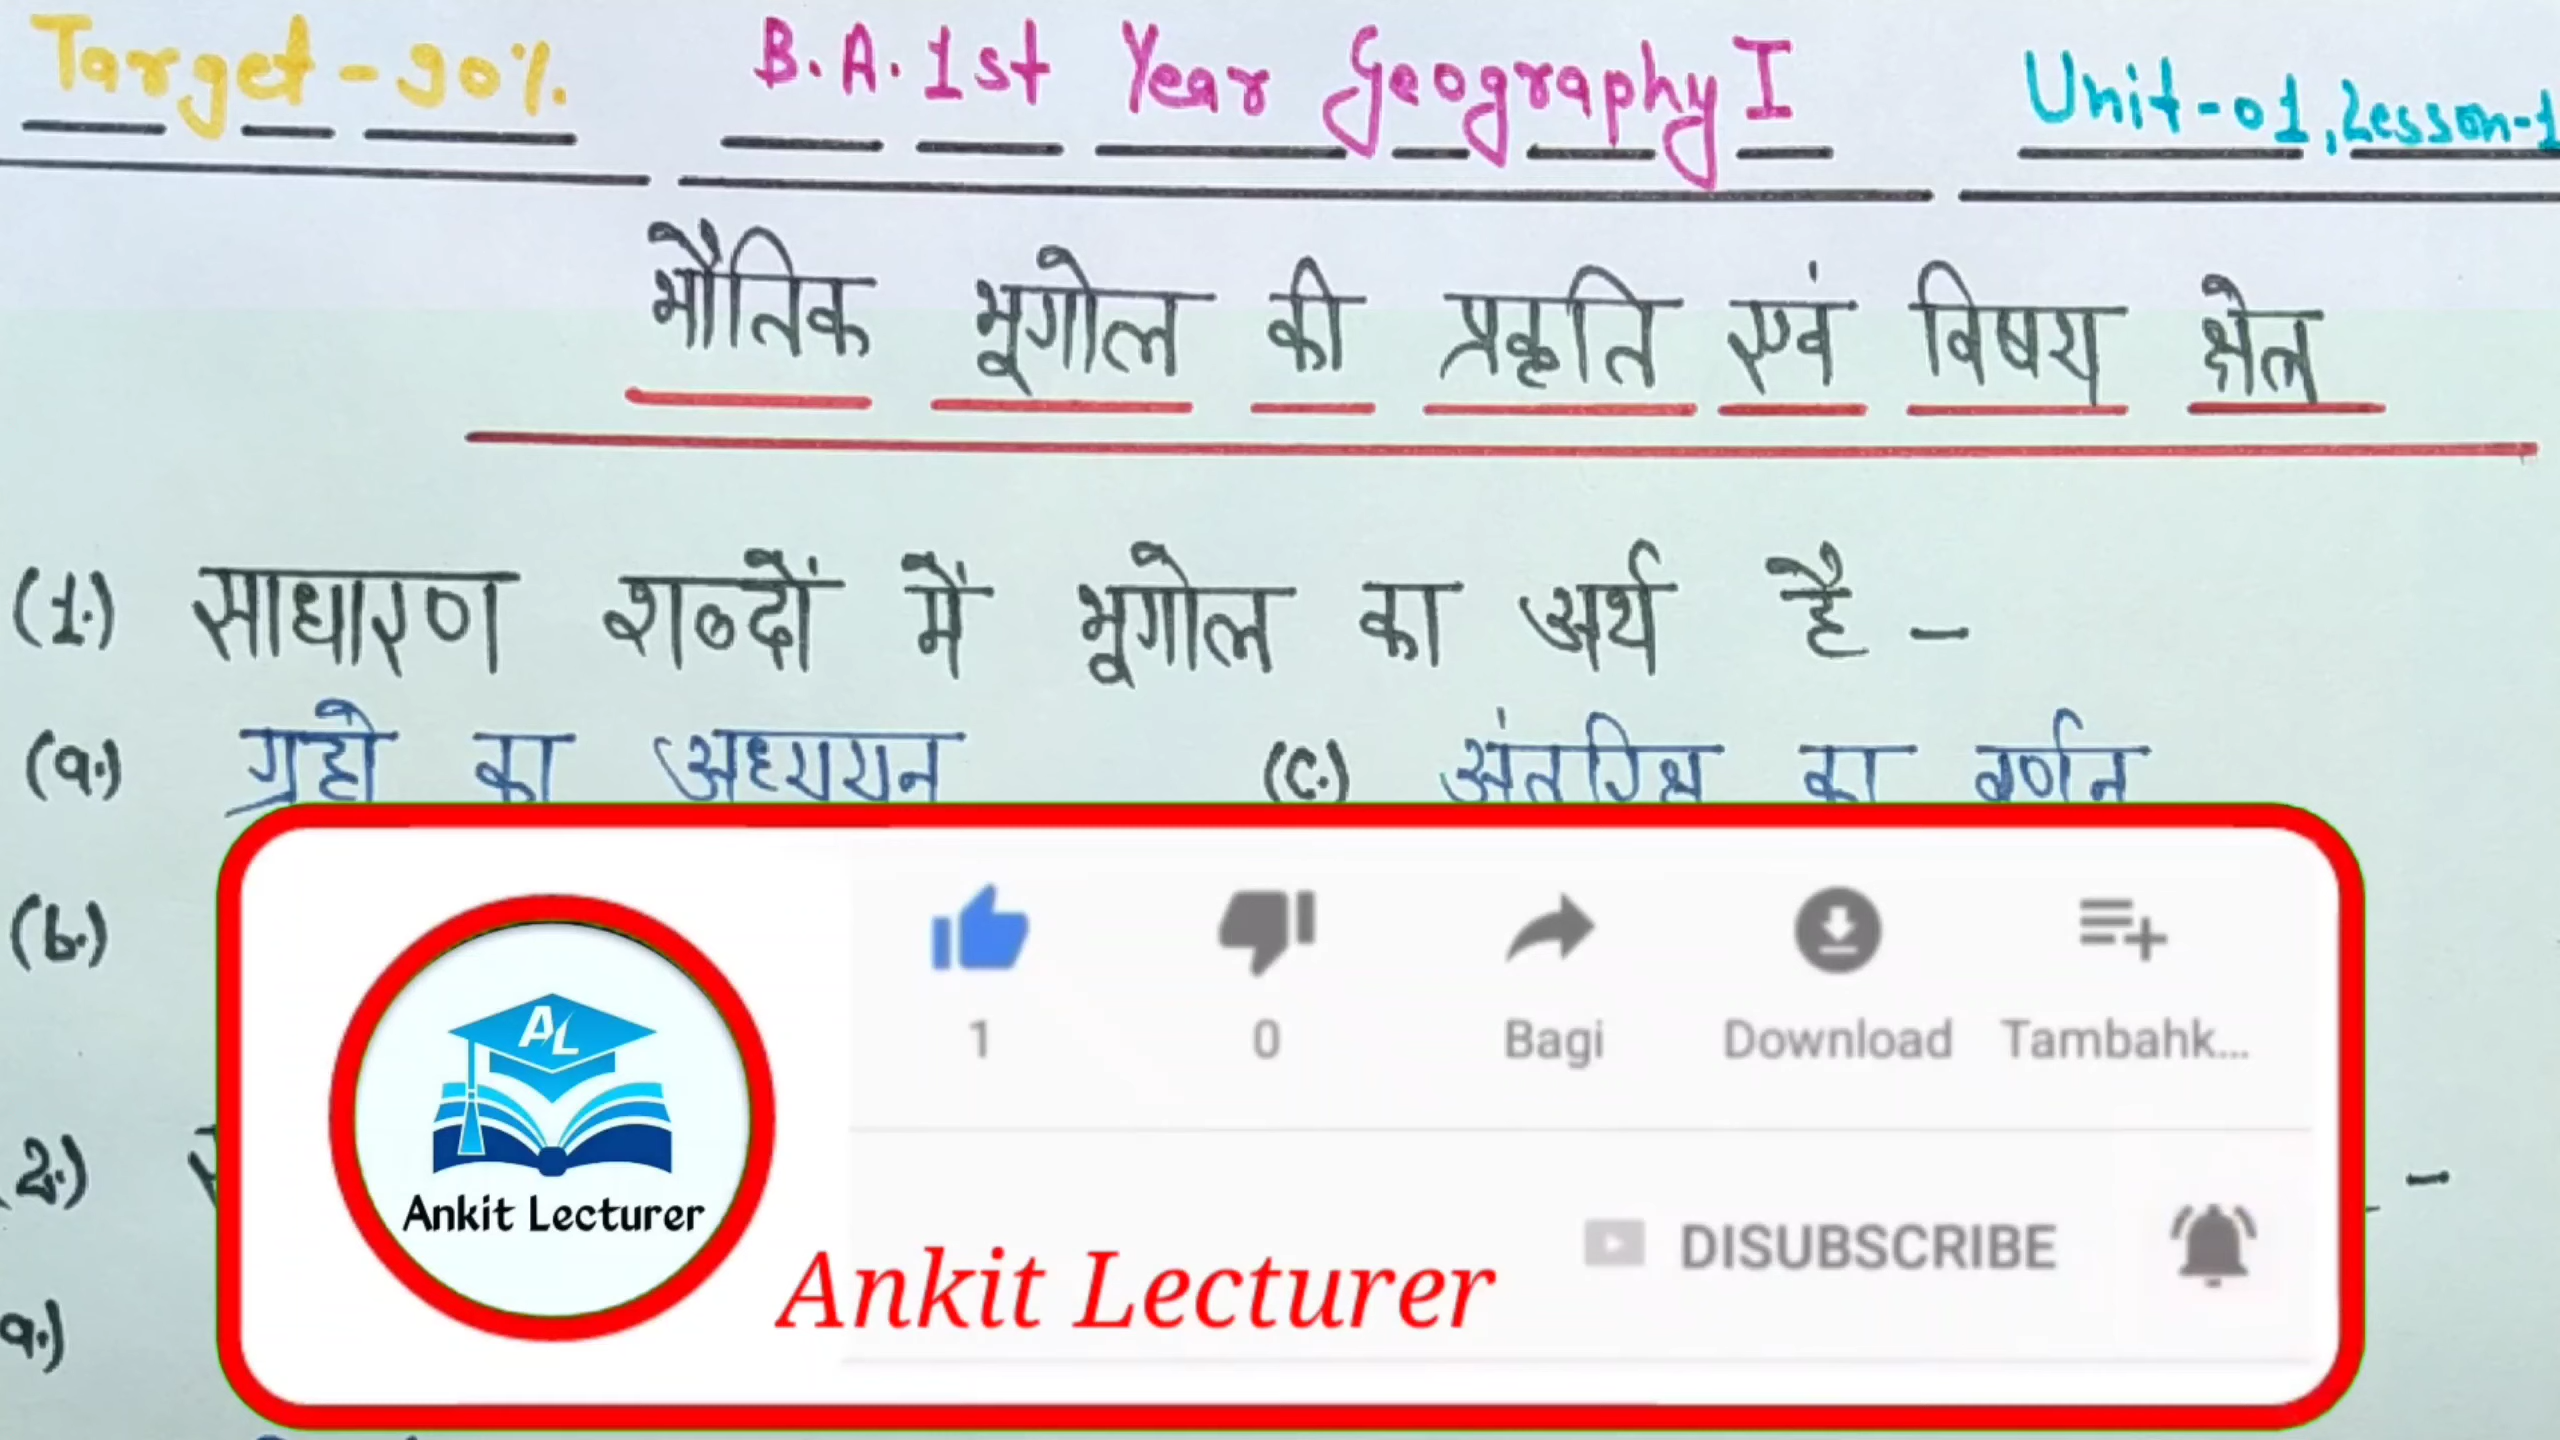 Target - 90%.
B.A. 1st Year Geography I
Unit-01, Lesson-1
भौतिक भूगोल की प्रकृति एवं विषय क्षेत्र
(1.) साधारण शब्दों में भूगोल का अर्थ है -
(a.) ग्रहो का अध्ययन (c.) अंतरिक्ष का वर्णन
(b.)
2.) -
a.)
AL
Ankit Lecturer
1 0 Bagi Download Tambahk...
Ankit Lecturer
DISUBSCRIBE